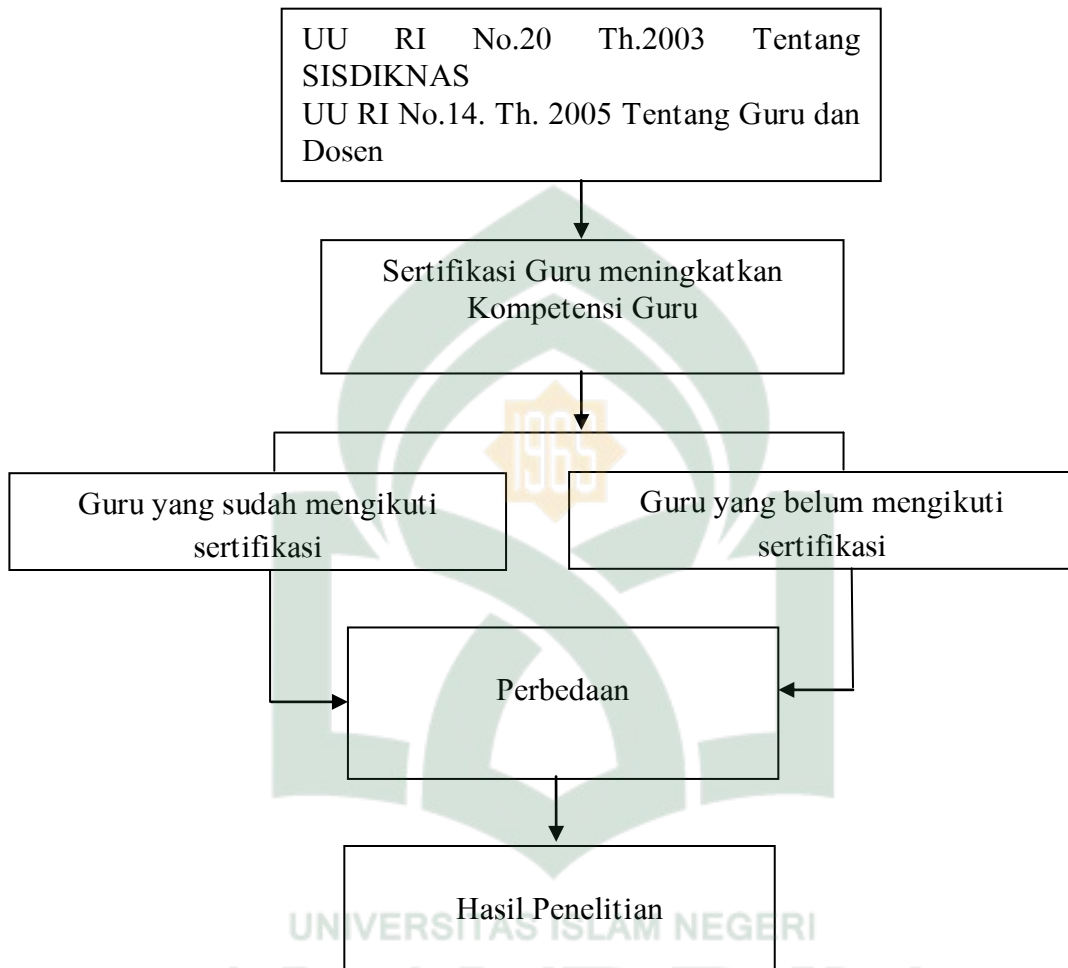 UU RI No.20 Th.2003 Tentang
SISDIKNAS
UU RI No.14. Th. 2005 Tentang Guru dan
Dosen
Sertifikasi Guru meningkatkan
Kompetensi Guru
1965
Guru yang sudah mengikuti
sertifikasi
Guru yang belum mengikuti
sertifikasi
Perbedaan
Hasil Penelitian
UNIVERSITAS ISLAM NEGERI